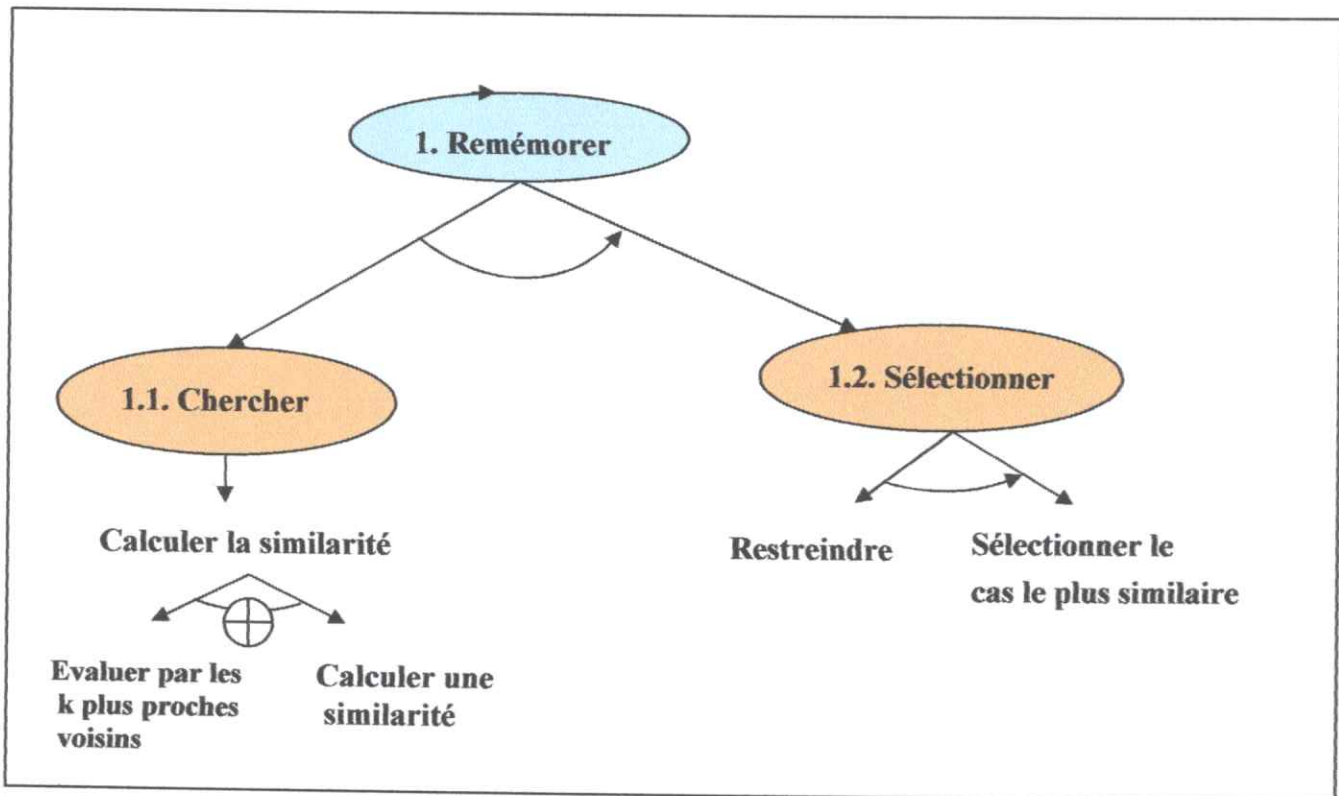 1. Remémorer
1.1. Chercher
1.2. Sélectionner
Calculer la similarité
Restreindre
Sélectionner le
cas le plus similaire
Evaluer par les
k plus proches
voisins
Calculer une
similarité